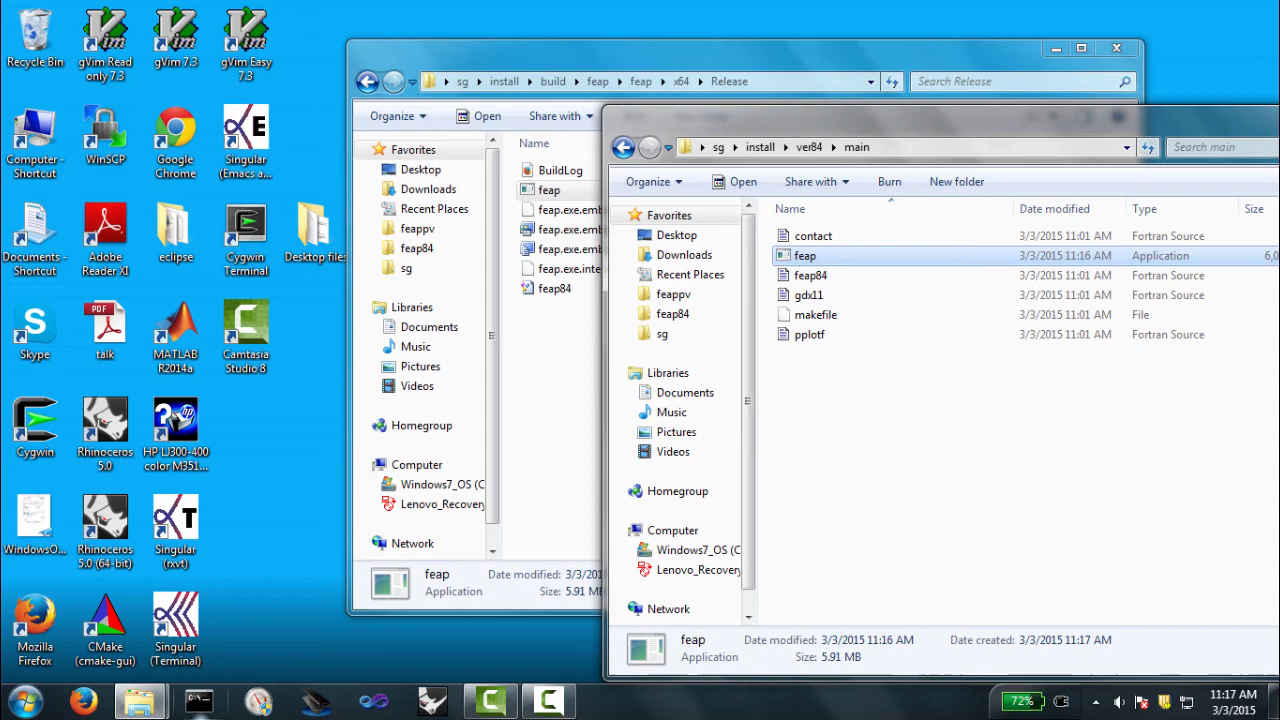 Recycle Bin
gVim Read only 7.3
gVim 7.3
gVim Easy 7.3
Computer - Shortcut
WinSCP
Google Chrome
Singular (Emacs a...
Documents - Shortcut
Adobe Reader XI
eclipse
Cygwin Terminal
Desktop files
Skype
talk
MATLAB R2014a
Camtasia Studio 8
Cygwin
Rhinoceros 5.0
HP LJ300-400 color M351...
WindowsO...
Rhinoceros 5.0 (64-bit)
Singular (rxvt)
Mozilla Firefox
CMake (cmake-gui)
Singular (Terminal)
sg install build feap feap x64 Release
Search Release
Organize Open Share with
Favorites
Desktop
Downloads
Recent Places
feappv
feap84
sg
Libraries
Documents
Music
Pictures
Videos
Homegroup
Computer
Windows7_OS (C
Lenovo_Recovery
Network
Name
BuildLog
feap
feap.exe.emb
feap.exe.emb
feap.exe.emb
feap.exe.inte
feap84
feap Date modified: 3/3/201
Application Size: 5.91 MB
sg install ver84 main
Search main
Organize Open Share with Burn New folder
Favorites
Desktop
Downloads
Recent Places
feappv
feap84
sg
Libraries
Documents
Music
Pictures
Videos
Homegroup
Computer
Windows7_OS (C
Lenovo_Recovery
Network
Name Date modified Type Size
contact 3/3/2015 11:01 AM Fortran Source
feap 3/3/2015 11:16 AM Application 6,0
feap84 3/3/2015 11:01 AM Fortran Source
gdx11 3/3/2015 11:01 AM Fortran Source
makefile 3/3/2015 11:01 AM File
pplotf 3/3/2015 11:01 AM Fortran Source
feap Date modified: 3/3/2015 11:16 AM Date created: 3/3/2015 11:17 AM
Application Size: 5.91 MB
72%
11:17 AM
3/3/2015